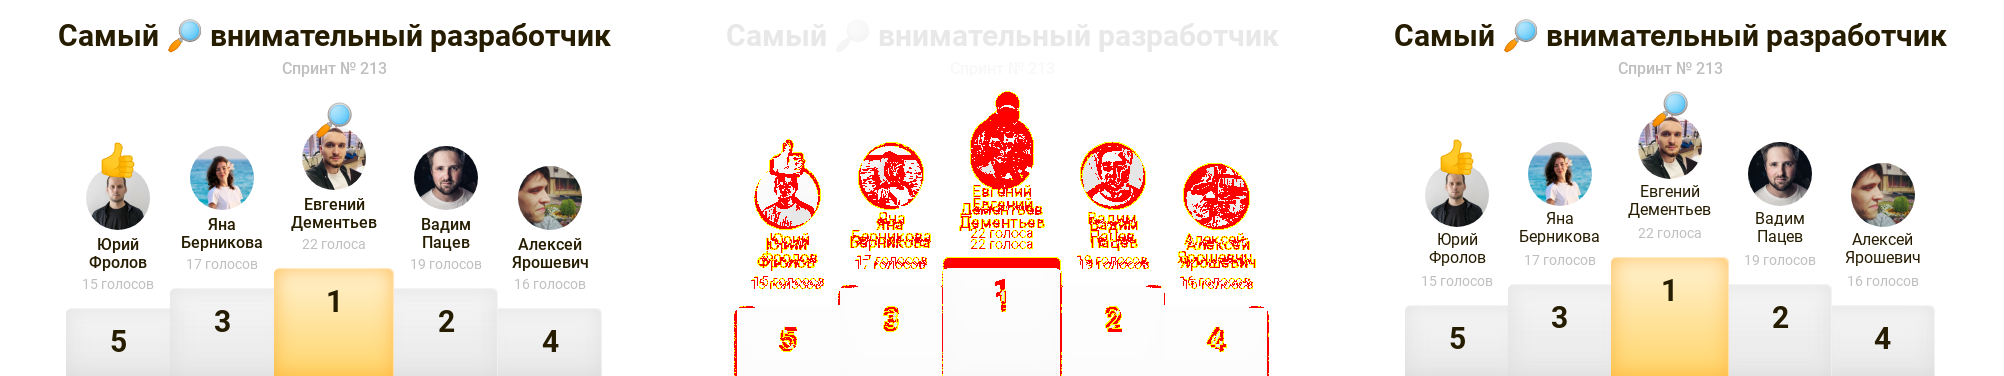 Самый 🔎 внимательный разработчик
Спринт № 213
Юрий
Фролов
15 голосов
5
Яна
Берникова
17 голосов
3
Евгений
Дементьев
22 голоса
1
Вадим
Пацев
19 голосов
2
Алексей
Ярошевич
16 голосов
4
Самый 🔎 внимательный разработчик
Спринт № 213
Юрий
Фролов
5
Яна
Берникова
17 голосов
3
Евгений
Дементьев
22 голоса
22 голоса
1
Вадим
Пацев
19 голосов
2
Алексей
Ярошевич
16 голосов
4
Самый 🔎 внимательный разработчик
Спринт № 213
Юрий
Фролов
15 голосов
5
Яна
Берникова
17 голосов
3
Евгений
Дементьев
22 голоса
1
Вадим
Пацев
19 голосов
2
Алексей
Ярошевич
16 голосов
4